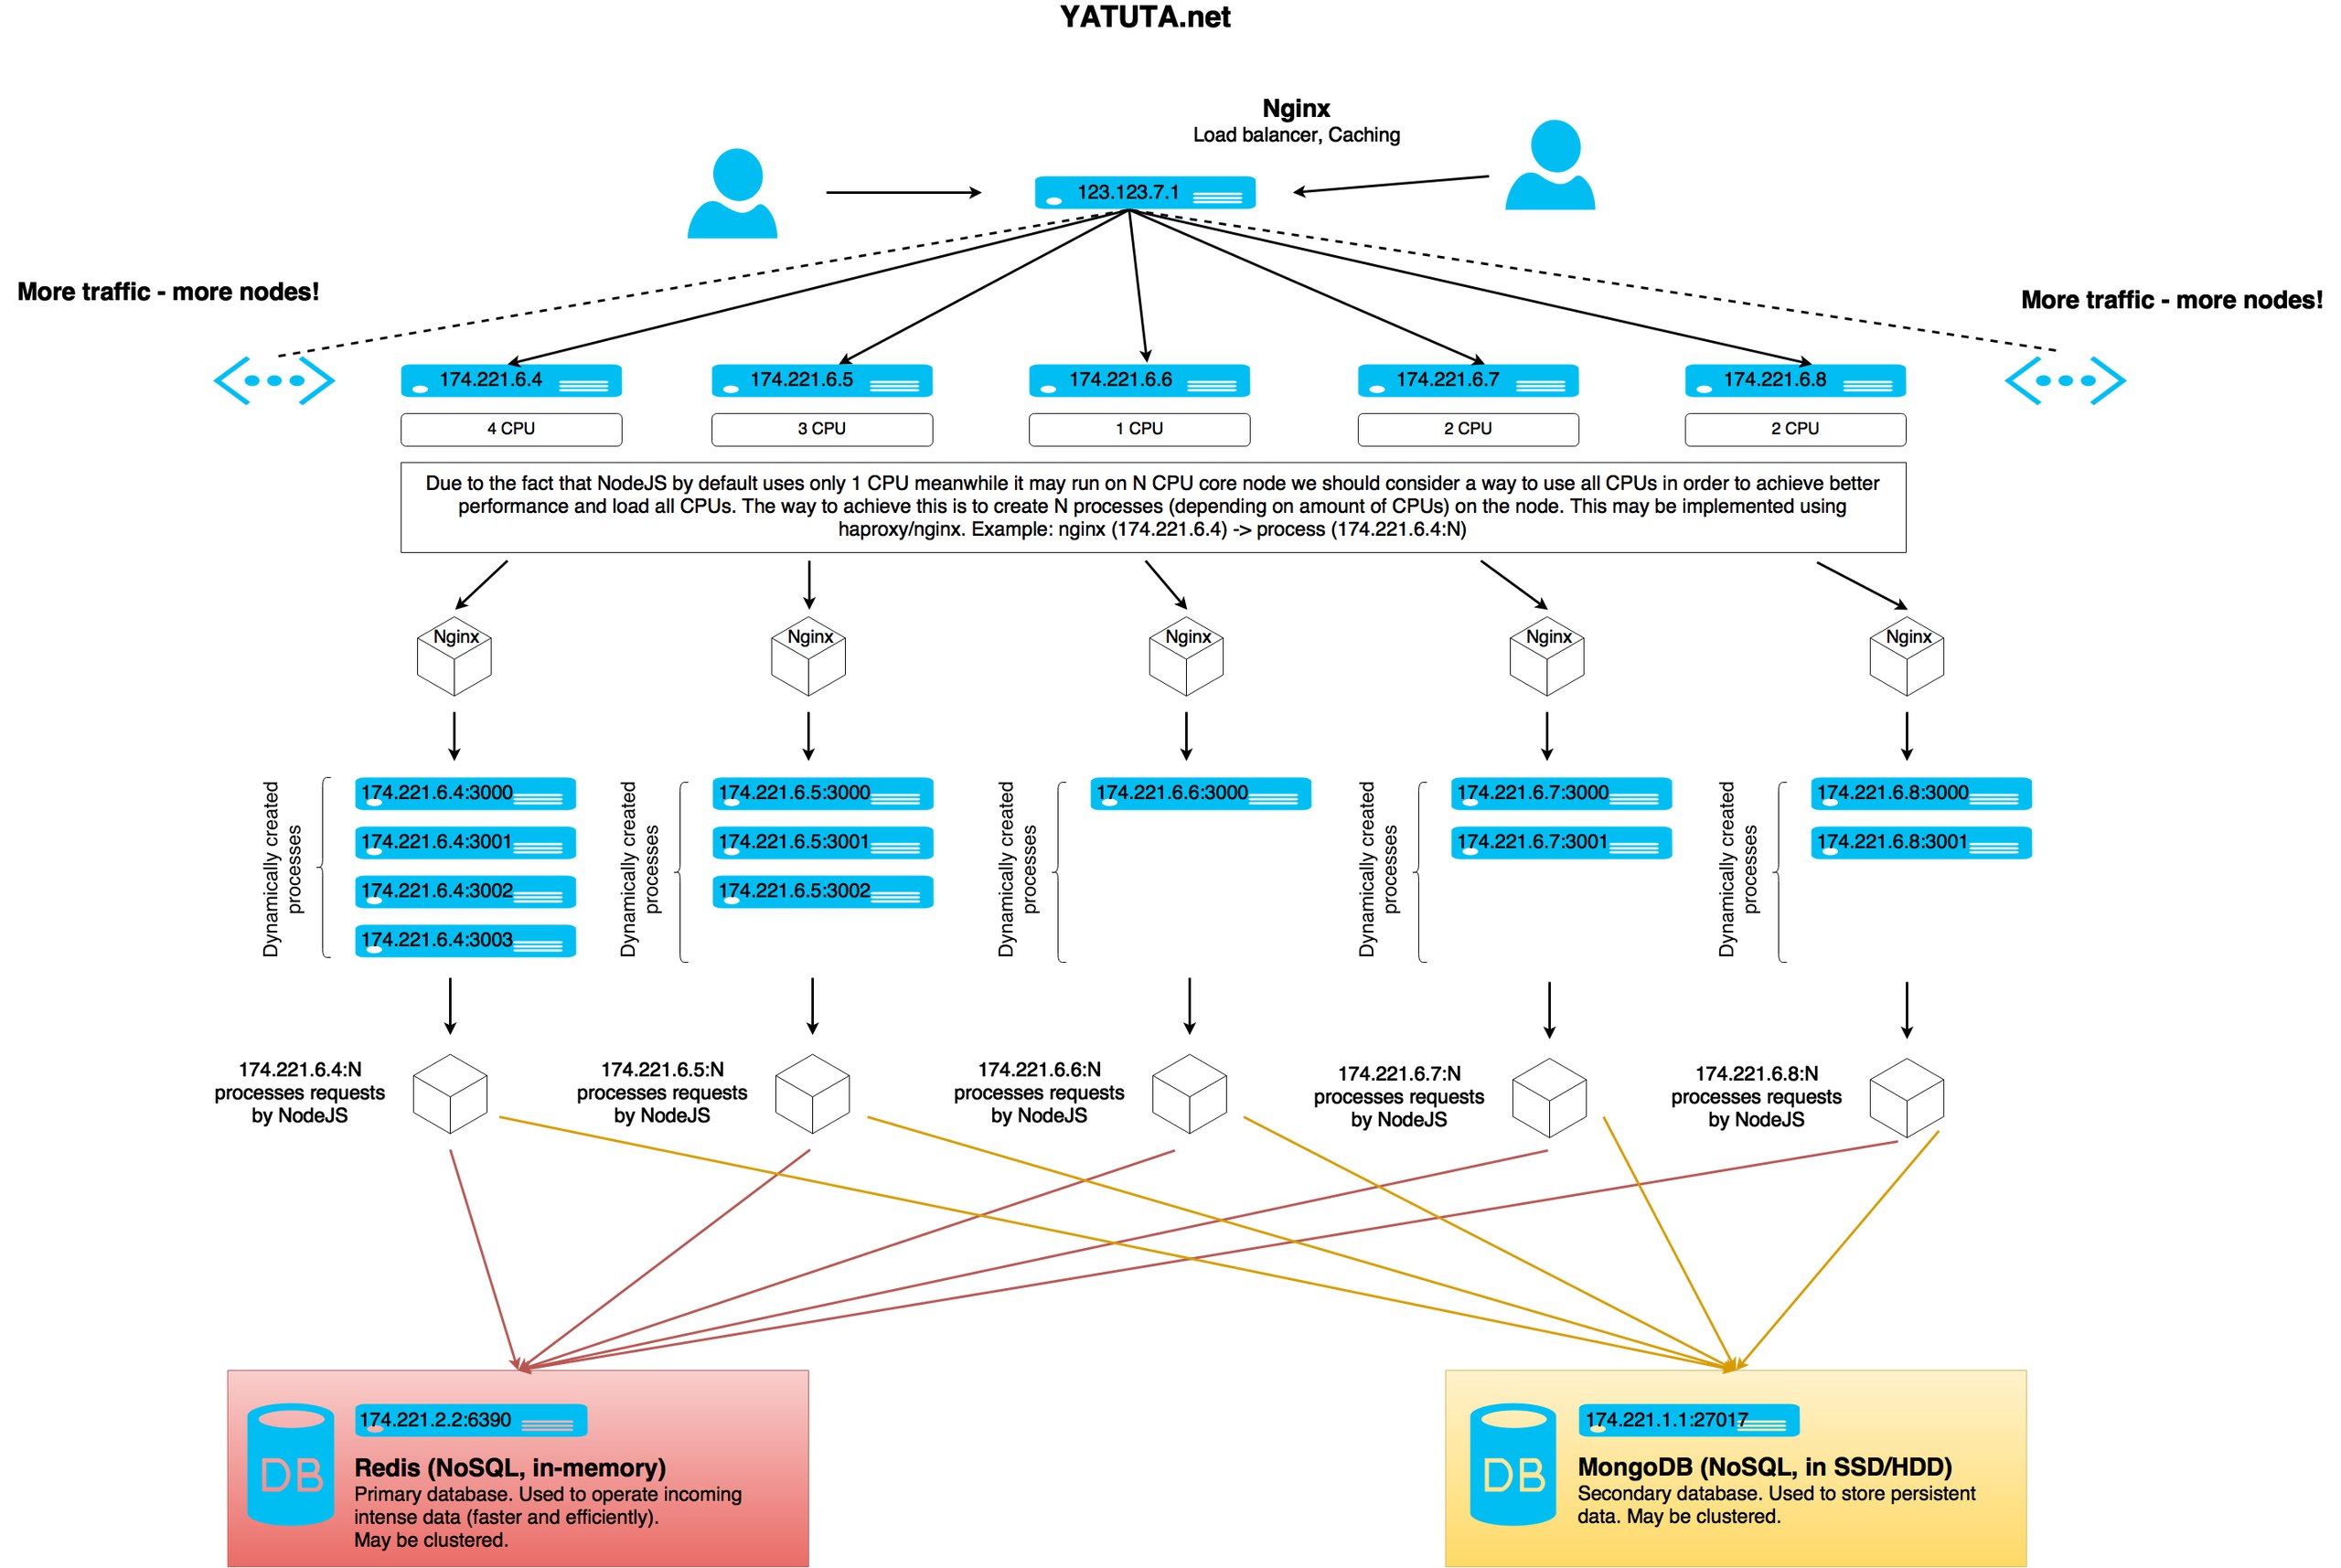 YATUTA.net
Nginx
Load balancer, Caching
123.123.7.1
More traffic - more nodes!
More traffic - more nodes!
174.221.6.4
174.221.6.5
174.221.6.6
174.221.6.7
174.221.6.8
4 CPU
3 CPU
1 CPU
2 CPU
2 CPU
Due to the fact that NodeJS by default uses only 1 CPU meanwhile it may run on N CPU core node we should consider a way to use all CPUs in order to achieve better
performance and load all CPUs. The way to achieve this is to create N processes (depending on amount of CPUs) on the node. This may be implemented using
haproxy/nginx. Example: nginx (174.221.6.4) -> process (174.221.6.4:N)
Nginx
Nginx
Nginx
Nginx
Nginx
Dynamically created
processes
174.221.6.4:3000
174.221.6.4:3001
174.221.6.4:3002
174.221.6.4:3003
Dynamically created
processes
174.221.6.5:3000
174.221.6.5:3001
174.221.6.5:3002
Dynamically created
processes
174.221.6.6:3000
Dynamically created
processes
174.221.6.7:3000
174.221.6.7:3001
Dynamically created
processes
174.221.6.8:3000
174.221.6.8:3001
174.221.6.4:N
processes requests
by NodeJS
174.221.6.5:N
processes requests
by NodeJS
174.221.6.6:N
processes requests
by NodeJS
174.221.6.7:N
processes requests
by NodeJS
174.221.6.8:N
processes requests
by NodeJS
DB
174.221.2.2:6390
Redis (NoSQL, in-memory)
Primary database. Used to operate incoming
intense data (faster and efficiently).
May be clustered.
DB
174.221.1.1:27017
MongoDB (NoSQL, in SSD/HDD)
Secondary database. Used to store persistent
data. May be clustered.